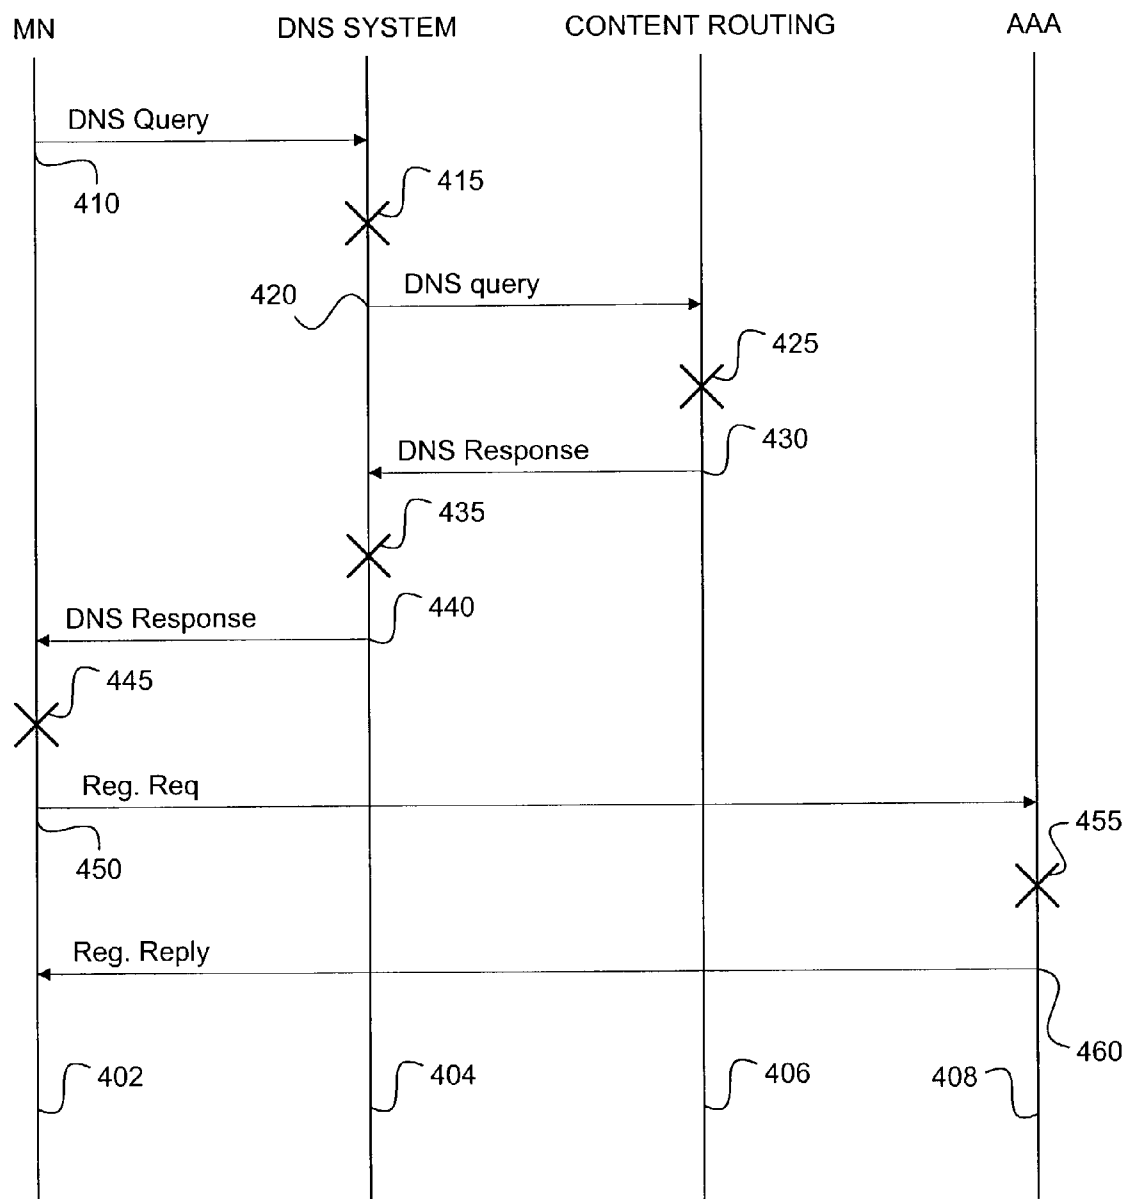 MN DNS SYSTEM CONTENT ROUTING AAA
DNS Query
410
415
DNS query
420
425
430
DNS Response
435
440
DNS Response
445
Reg. Req
450
455
Reg. Reply
460
402 404 406 408